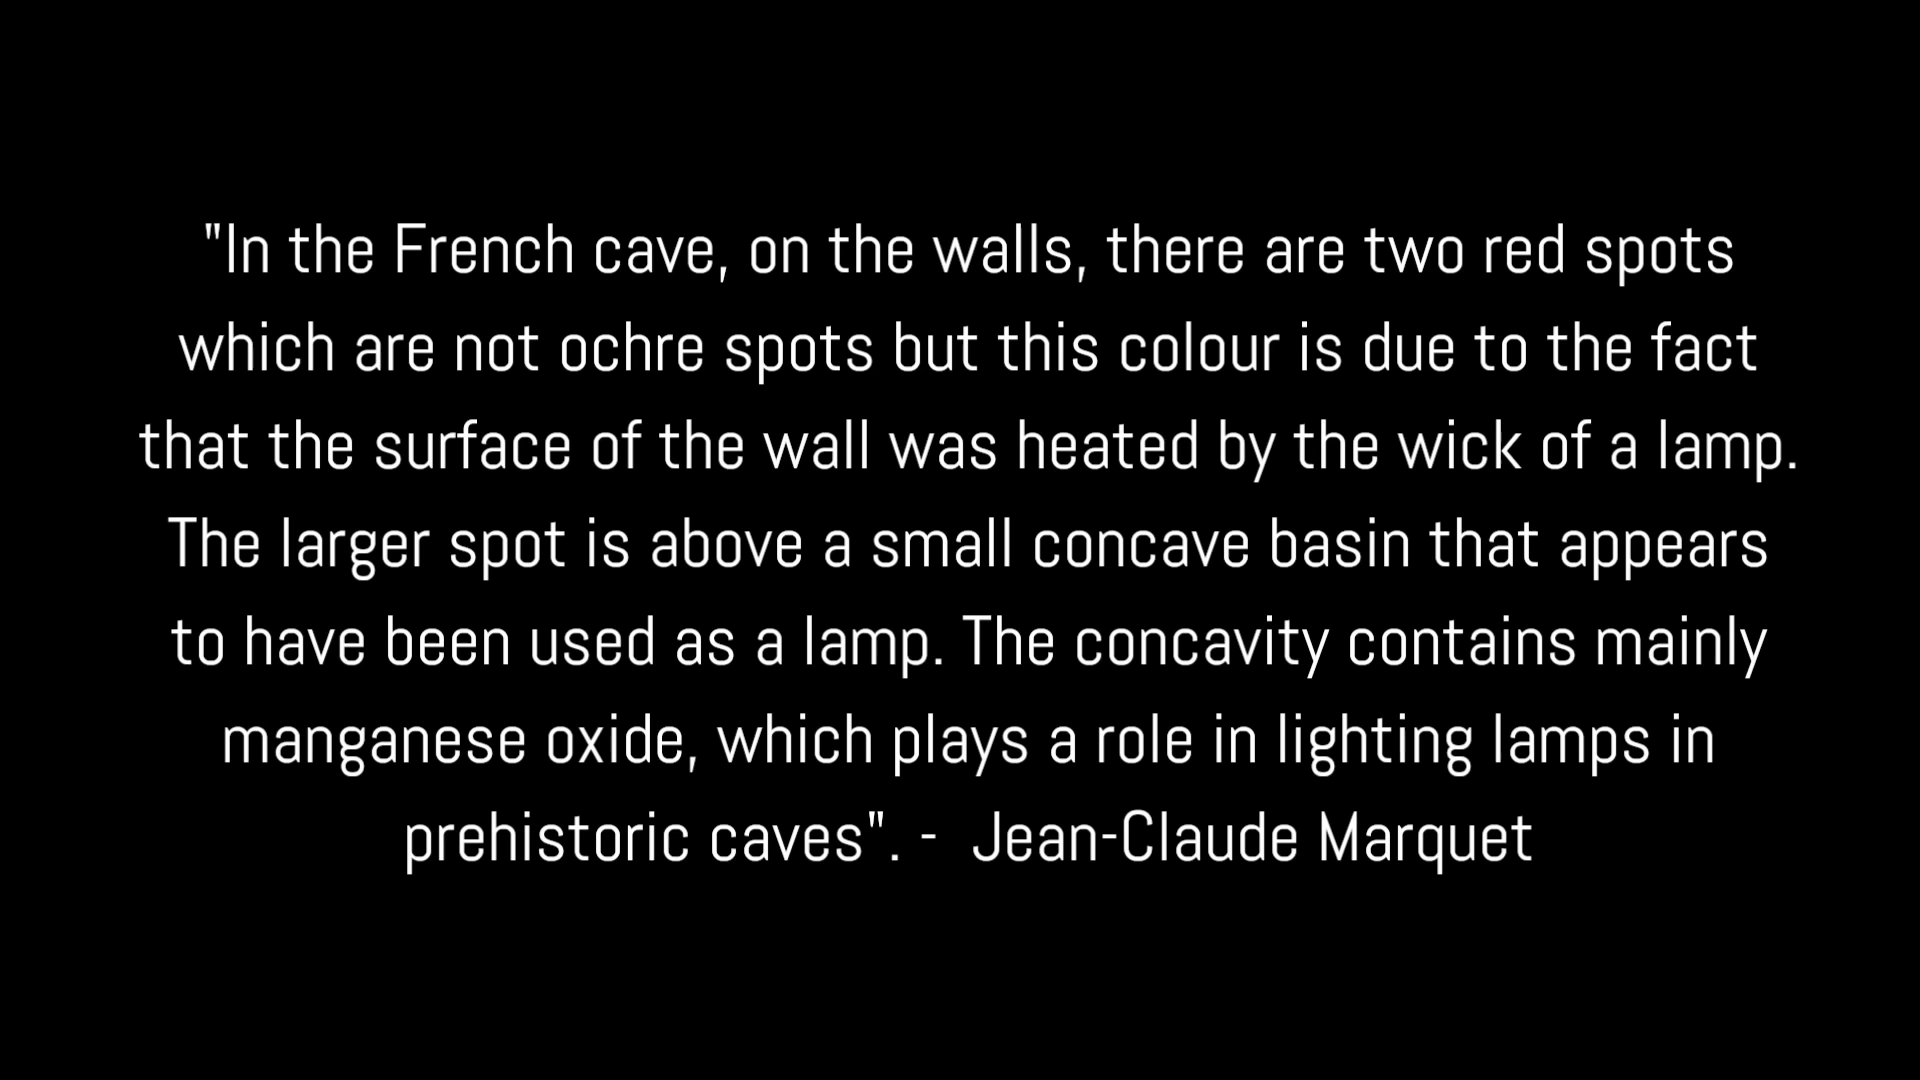 "In the French cave, on the walls, there are two red spots
which are not ochre spots but this colour is due to the fact
that the surface of the wall was heated by the wick of a lamp.
The larger spot is above a small concave basin that appears
to have been used as a lamp. The concavity contains mainly
manganese oxide, which plays a role in lighting lamps in
prehistoric caves". -  Jean-Claude Marquet